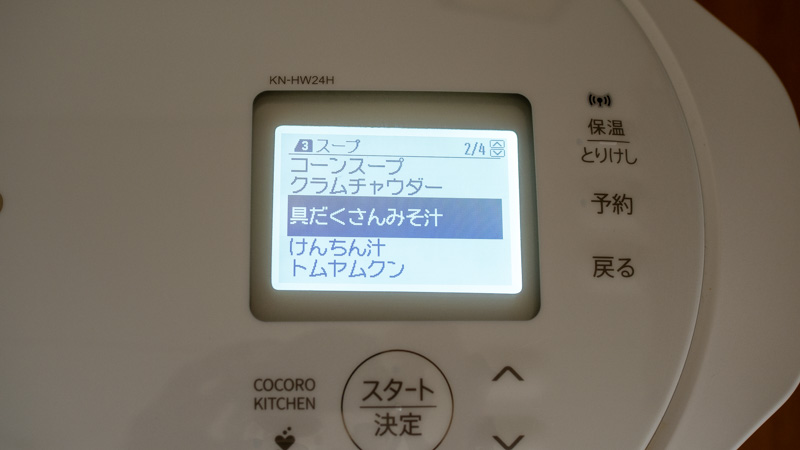 KN-HW24H
3 スープ 2/4
コーンスープ
クラムチャウダー
具だくさんみそ汁
けんちん汁
トムヤムクン
保温
とりけし
予約
戻る
COCORO
KITCHEN
スタート
決定